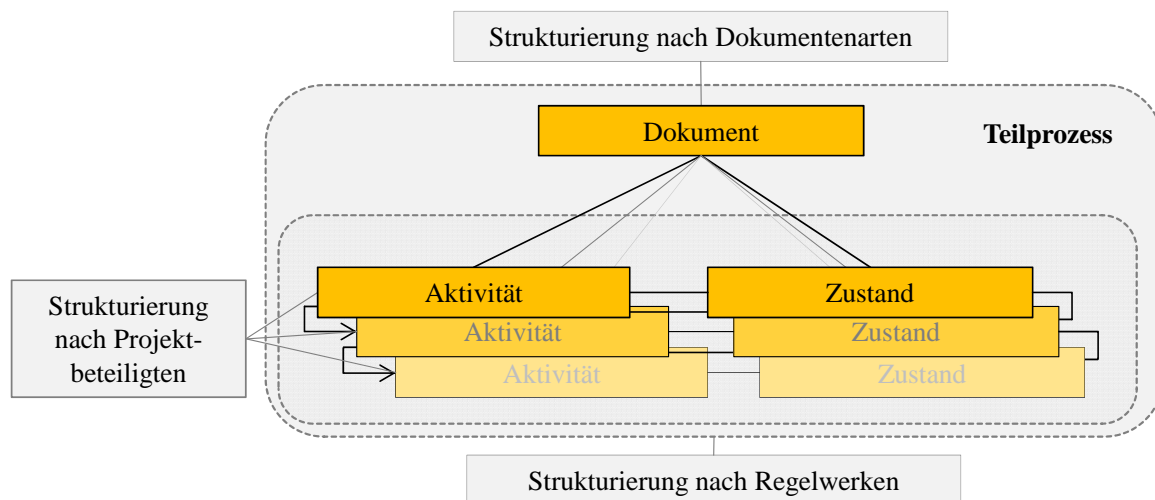 Strukturierung nach Dokumentenarten
Dokument
Teilprozess
Aktivität
Zustand
Strukturierung
nach Projekt-
beteiligten
Aktivität
Zustand
Aktivität
Zustand
Strukturierung nach Regelwerken